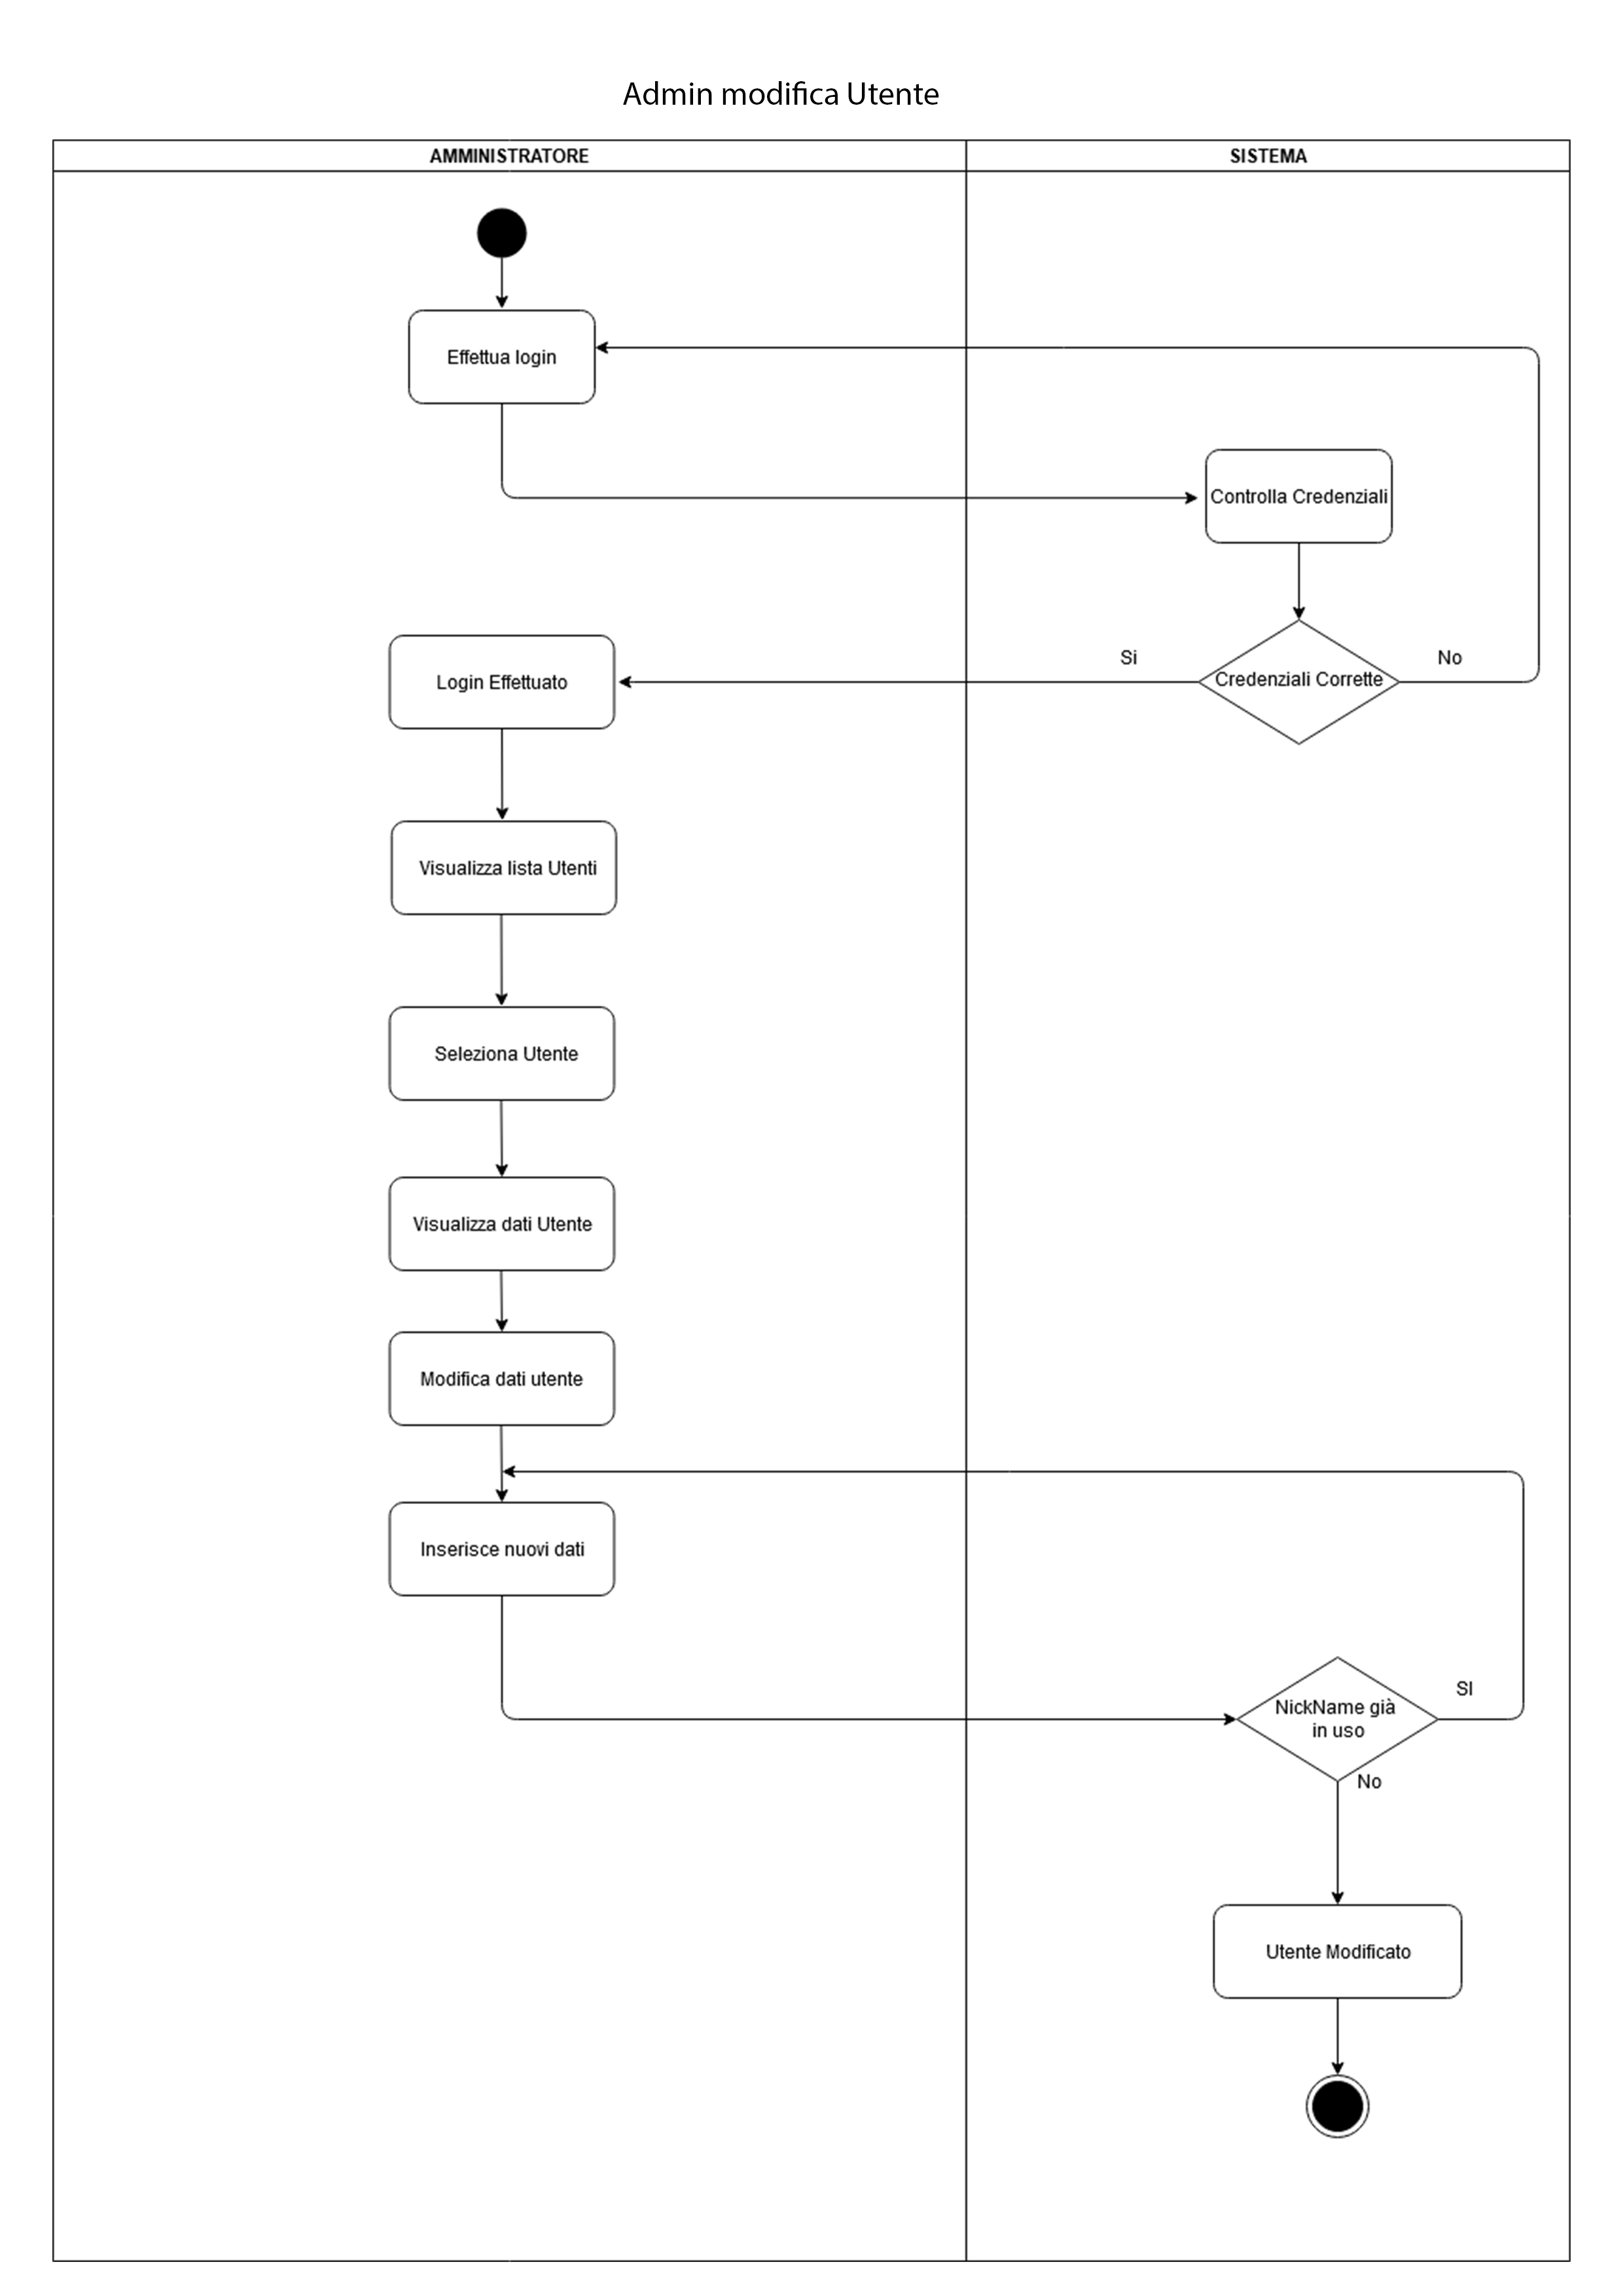 Admin modifica Utente
AMMINISTRATORE
SISTEMA
Effettua login
Controlla Credenziali
Si
No
Credenziali Corrette
Login Effettuato
Visualizza lista Utenti
Seleziona Utente
Visualizza dati Utente
Modifica dati utente
Inserisce nuovi dati
SI
NickName già
in uso
No
Utente Modificato